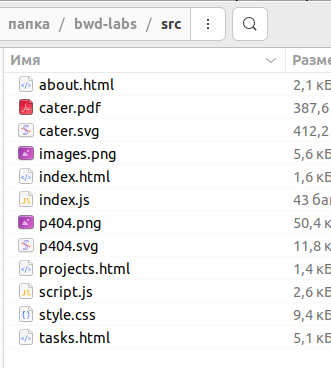 папка / bwd-labs / src
Имя Разме
about.html 2,1 кБ
cater.pdf 387,6
cater.svg 412,2
images.png 5,6 кБ
index.html 1,6 кБ
index.js 43 бай
p404.png 50,4 к
p404.svg 11,8 к
projects.html 1,4 кБ
script.js 2,6 кБ
style.css 9,4 кБ
tasks.html 5,1 кБ